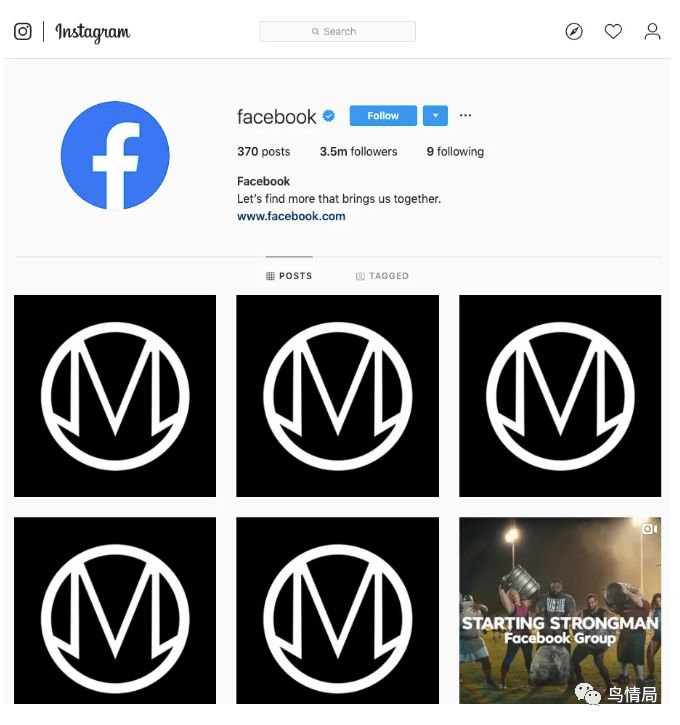 Instagram
Search
facebook
Follow
370 posts 3.5m followers 9 following
Facebook
Let's find more that brings us together.
www.facebook.com
POSTS TAGGED
M M M
M M
STARTING STRONGMAN
Facebook Group
鸟情局